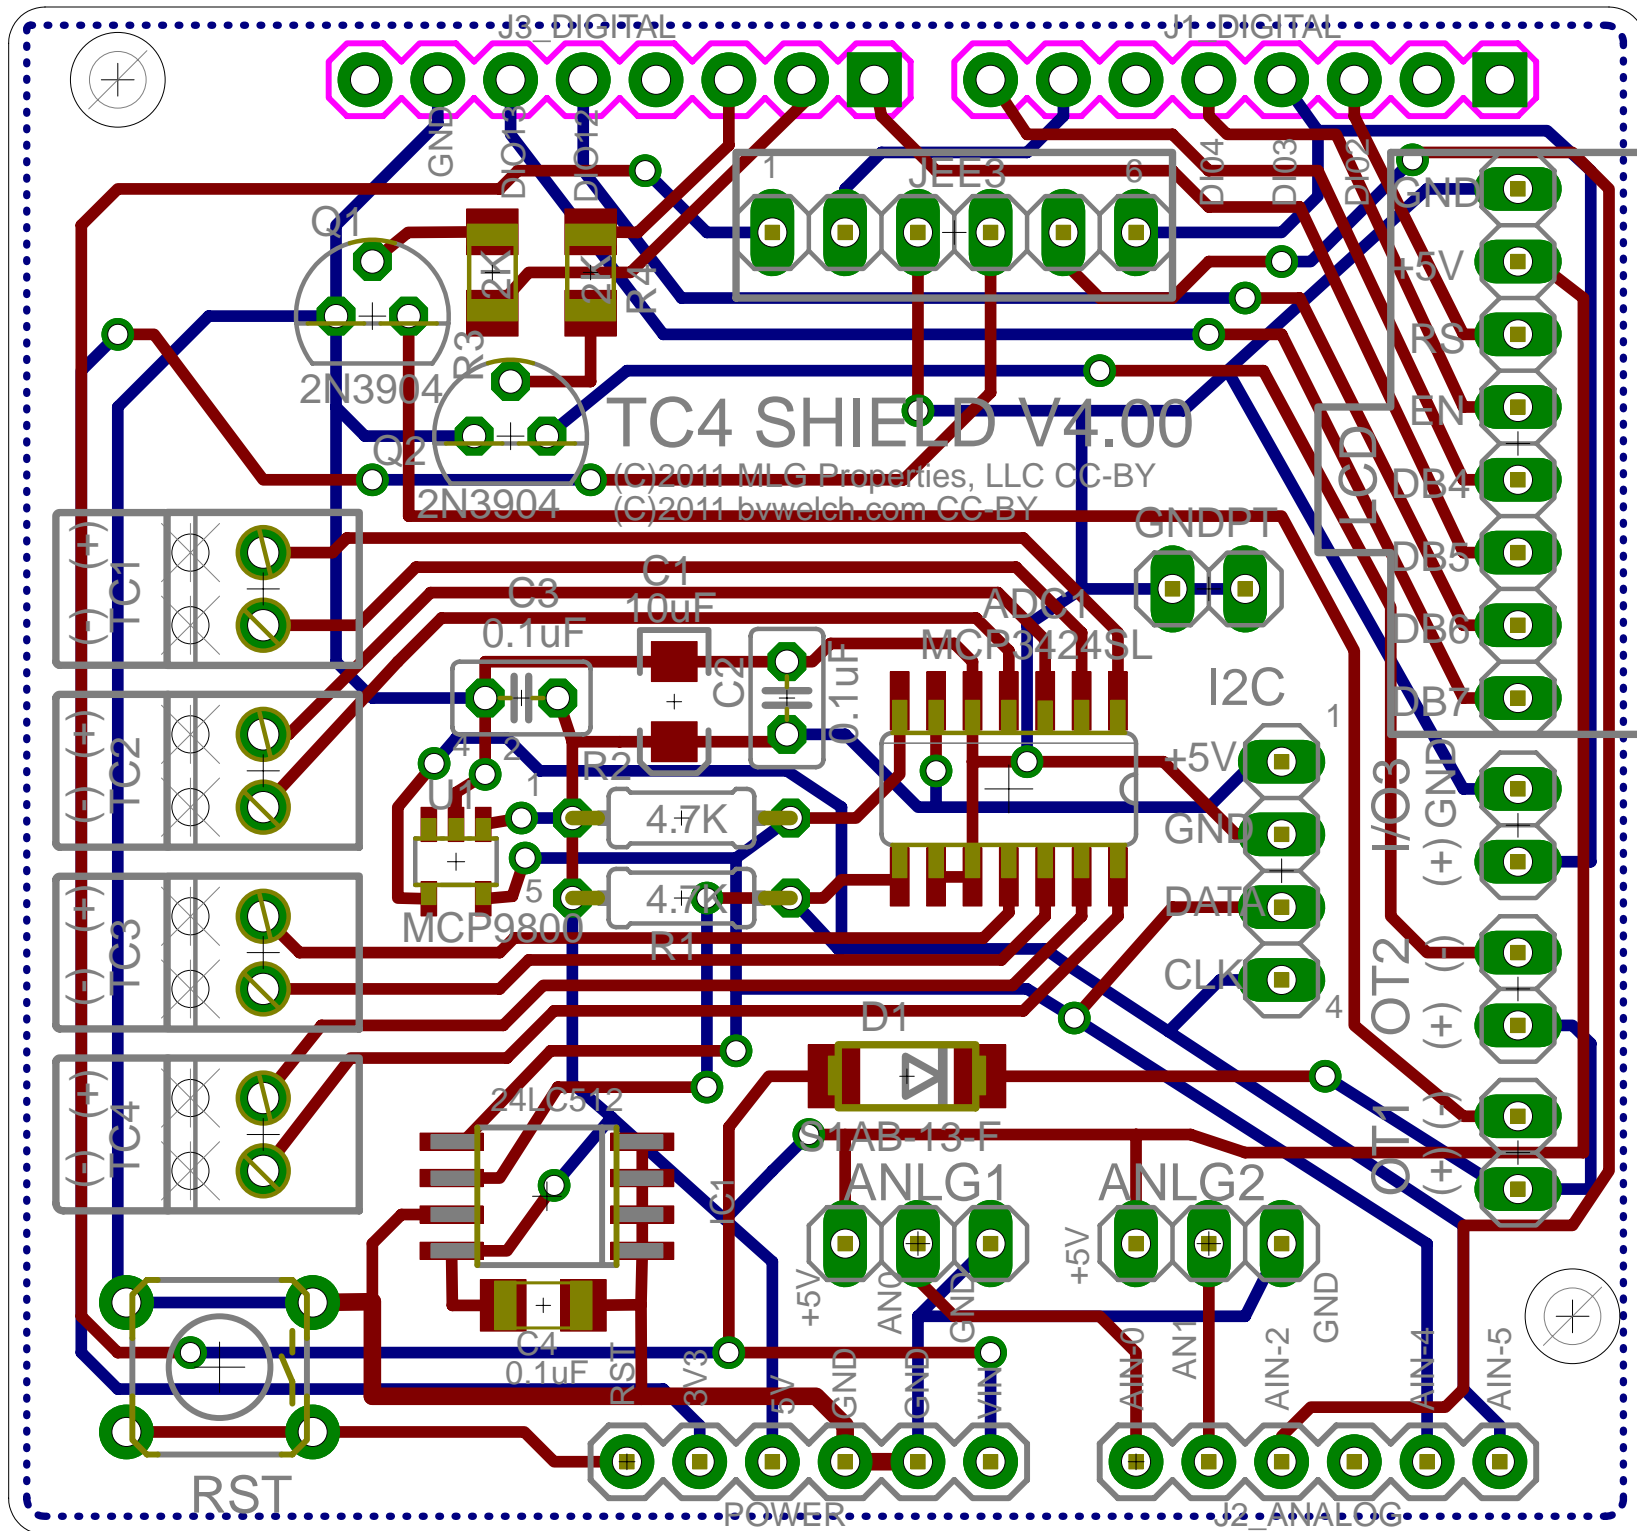 J3_DIGITAL
J1_DIGITAL
GND
DIO13
DIO12
DIO4
DIO3
DIO2
1
JEE3
6
GND
+5V
RS
EN
DB4
DB5
DB6
DB7
LCD
Q1
2K
2K
R4
R3
2N3904
Q2
2N3904
TC4 SHIELD V4.00
(C)2011 MLG Properties, LLC CC-BY
(C)2011 bvwelch.com CC-BY
GNDPT
(+)
(-)
TC1
C3
0.1uF
C1
10uF
C2
0.1uF
ADC1
MCP3424SL
I2C
1
+5V
GND
DATA
CLK
4
(+)
(-)
TC2
4
2
1
U1
5
MCP9800
R2
4.7K
4.7K
R1
I/O3
GND
(+)
OT2
(-)
(+)
OT1
(-)
(+)
(+)
(-)
TC3
(+)
(-)
TC4
D1
S1AB-13-F
24LC512
IC1
ANLG1
ANLG2
+5V
AN0
GND
+5V
AN1
GND
C4
0.1uF
RST
RST
3V3
5V
GND
GND
VIN
POWER
AIN-0
AIN-2
AIN-4
AIN-5
J2_ANALOG